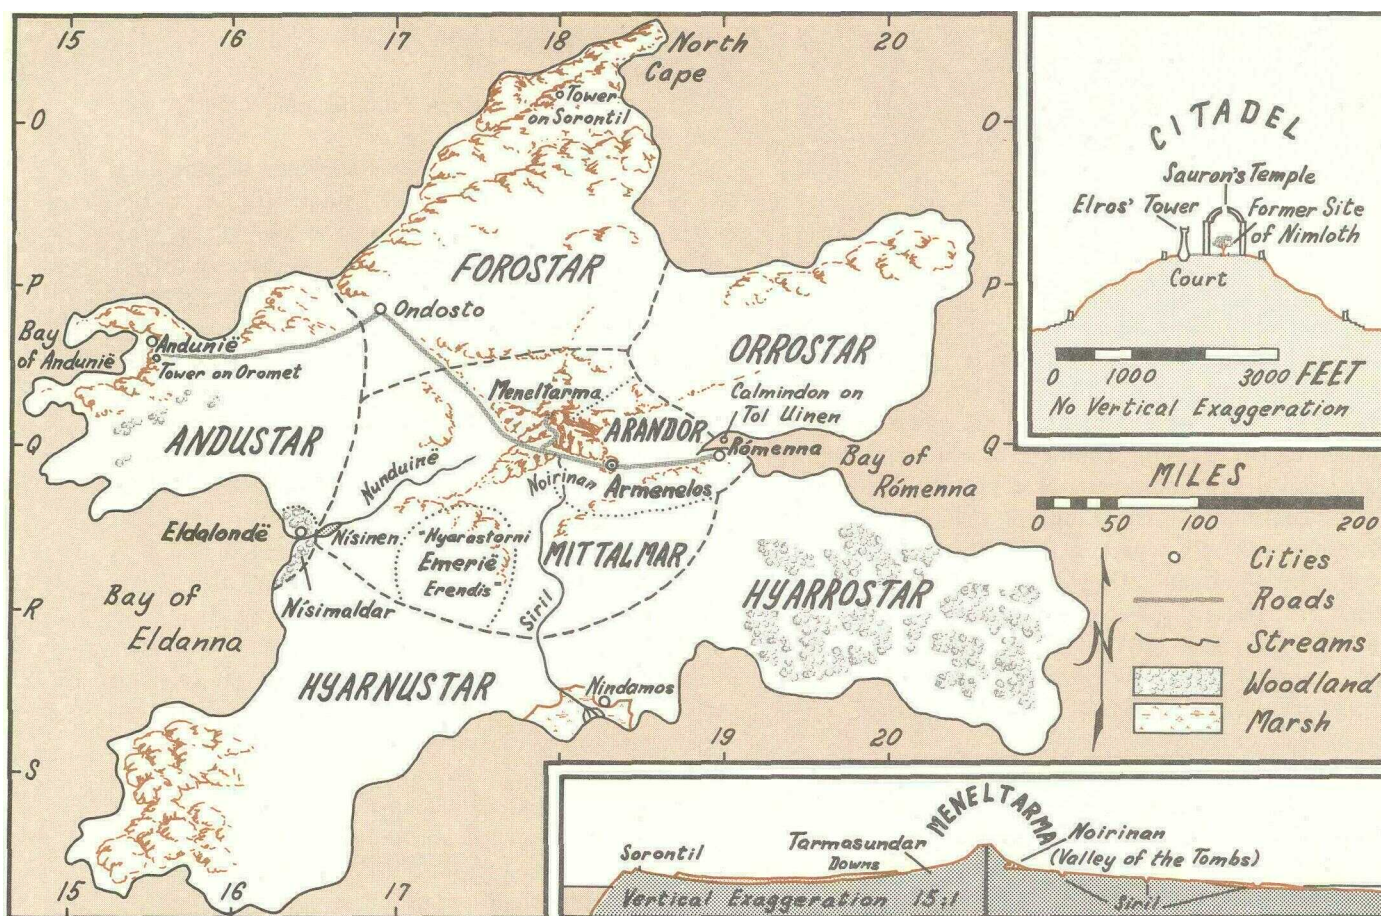 15
16
17
18
20
North
Cape
Tower
on Sorontil
O
O
FOROSTAR
P
P
Ondosto
Bay
of Andunië
Andunië
Tower on Oromet
ORROSTAR
Meneltarma
Calmindon on
Tol Uinen
ANDUSTAR
ARANDOR
Q
Q
Rómenna
Bay of
Rómenna
Nunduinë
Noirinan
Armenelos
Eldalondë
Nísinen
"Hyarastorni
Emerië
Erendis"
MITTALMAR
HYARROSTAR
Bay of
Eldanna
R
Nísimaldar
Siril
HYARNUSTAR
Nindamos
19
20
S
15
16
17
CITADEL
Sauron's Temple
Elros' Tower
Former Site
of Nimloth
Court
0 1000 3000 FEET
No Vertical Exaggeration
MILES
0 50 100 200
N
Cities
Roads
Streams
Woodland
Marsh
MENELTARMA
Sorontil
Tarmasundar
Downs
Noirinan
(Valley of the Tombs)
Vertical Exaggeration 15:1
Siril